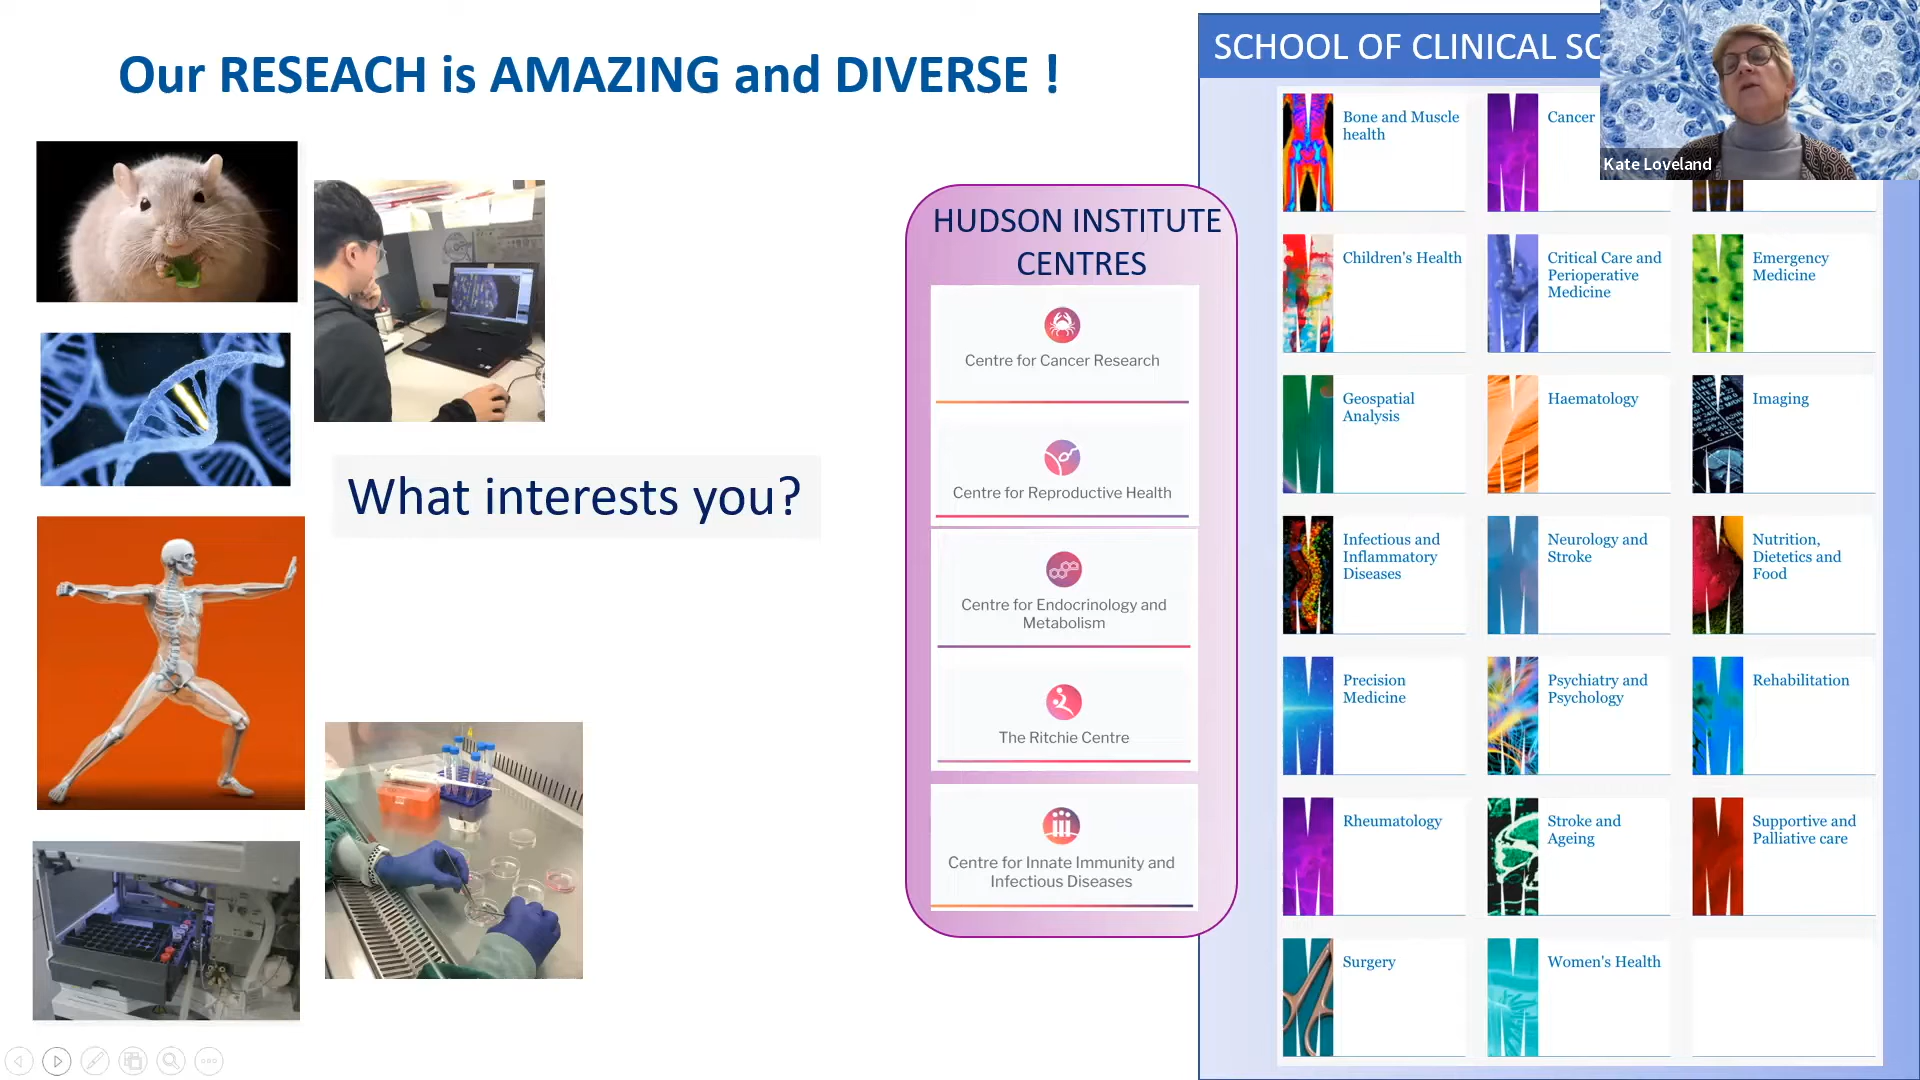 Our RESEACH is AMAZING and DIVERSE !
What interests you?
HUDSON INSTITUTE
CENTRES
Centre for Cancer Research
Centre for Reproductive Health
Centre for Endocrinology and
Metabolism
The Ritchie Centre
Centre for Innate Immunity and
Infectious Diseases
SCHOOL OF CLINICAL SC
Kate Loveland
Bone and Muscle
health
Cancer
Children's Health
Critical Care and
Perioperative
Medicine
Emergency
Medicine
Geospatial
Analysis
Haematology
Imaging
Infectious and
Inflammatory
Diseases
Neurology and
Stroke
Nutrition,
Dietetics and
Food
Precision
Medicine
Psychiatry and
Psychology
Rehabilitation
Rheumatology
Stroke and
Ageing
Supportive and
Palliative care
Surgery
Women's Health